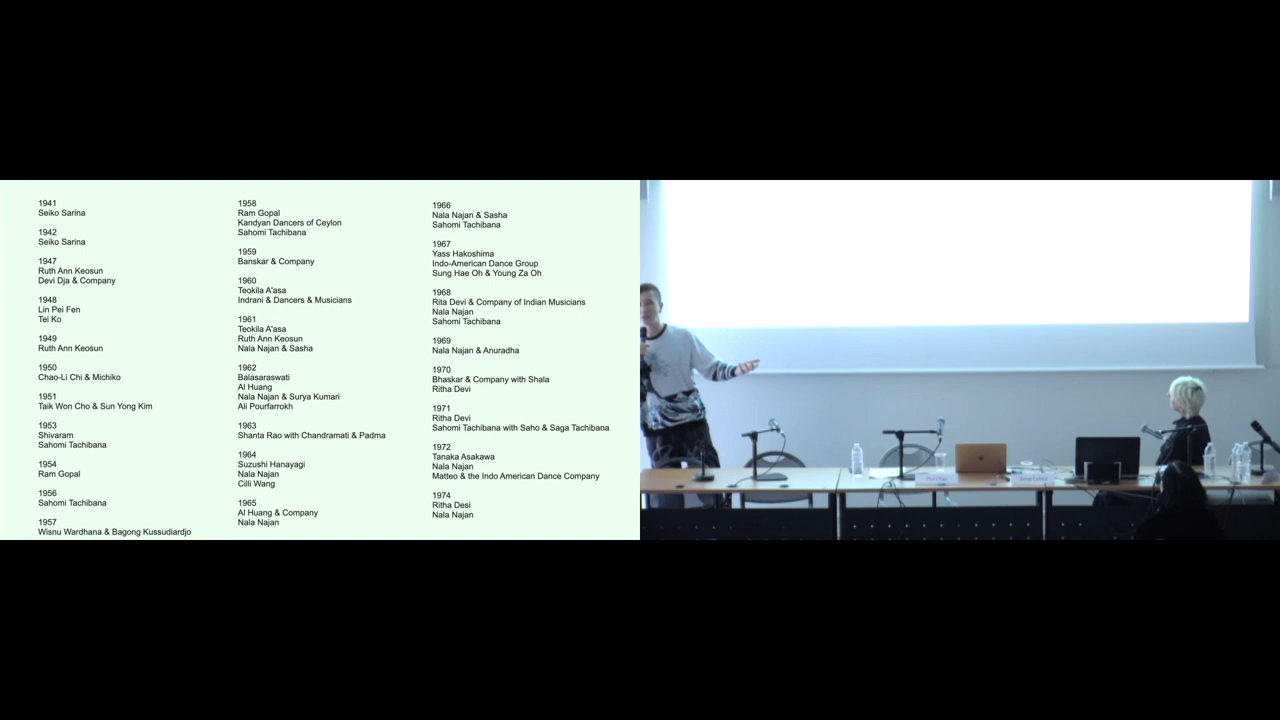 1941
Seiko Sarina
1942
Seiko Sarina
1947
Ruth Ann Keosun
Devi Dja & Company
1948
Lin Pei Fen
Tei Ko
1949
Ruth Ann Keosun
1950
Chao-Li Chi & Michiko
1951
Taik Won Cho & Sun Yong Kim
1953
Shivaram
Sahomi Tachibana
1954
Ram Gopal
1956
Sahomi Tachibana
1957
Wisnu Wardhana & Bagong Kussudiardjo
1958
Ram Gopal
Kandyan Dancers of Ceylon
Sahomi Tachibana
1959
Banskar & Company
1960
Teokila A'asa
Indrani & Dancers & Musicians
1961
Teokila A'asa
Ruth Ann Keosun
Nala Najan & Sasha
1962
Balasaraswati
Al Huang
Nala Najan & Surya Kumari
Ali Pourfarrokh
1963
Shanta Rao with Chandramati & Padma
1964
Suzushi Hanayagi
Nala Najan
Cilli Wang
1965
Al Huang & Company
Nala Najan
1966
Nala Najan & Sasha
Sahomi Tachibana
1967
Yass Hakoshima
Indo-American Dance Group
Sung Hae Oh & Young Za Oh
1968
Rita Devi & Company of Indian Musicians
Nala Najan
Sahomi Tachibana
1969
Nala Najan & Anuradha
1970
Bhaskar & Company with Shala
Ritha Devi
1971
Ritha Devi
Sahomi Tachibana with Saho & Saga Tachibana
1972
Tanaka Asakawa
Nala Najan
Matteo & the Indo American Dance Company
1974
Ritha Desi
Nala Najan